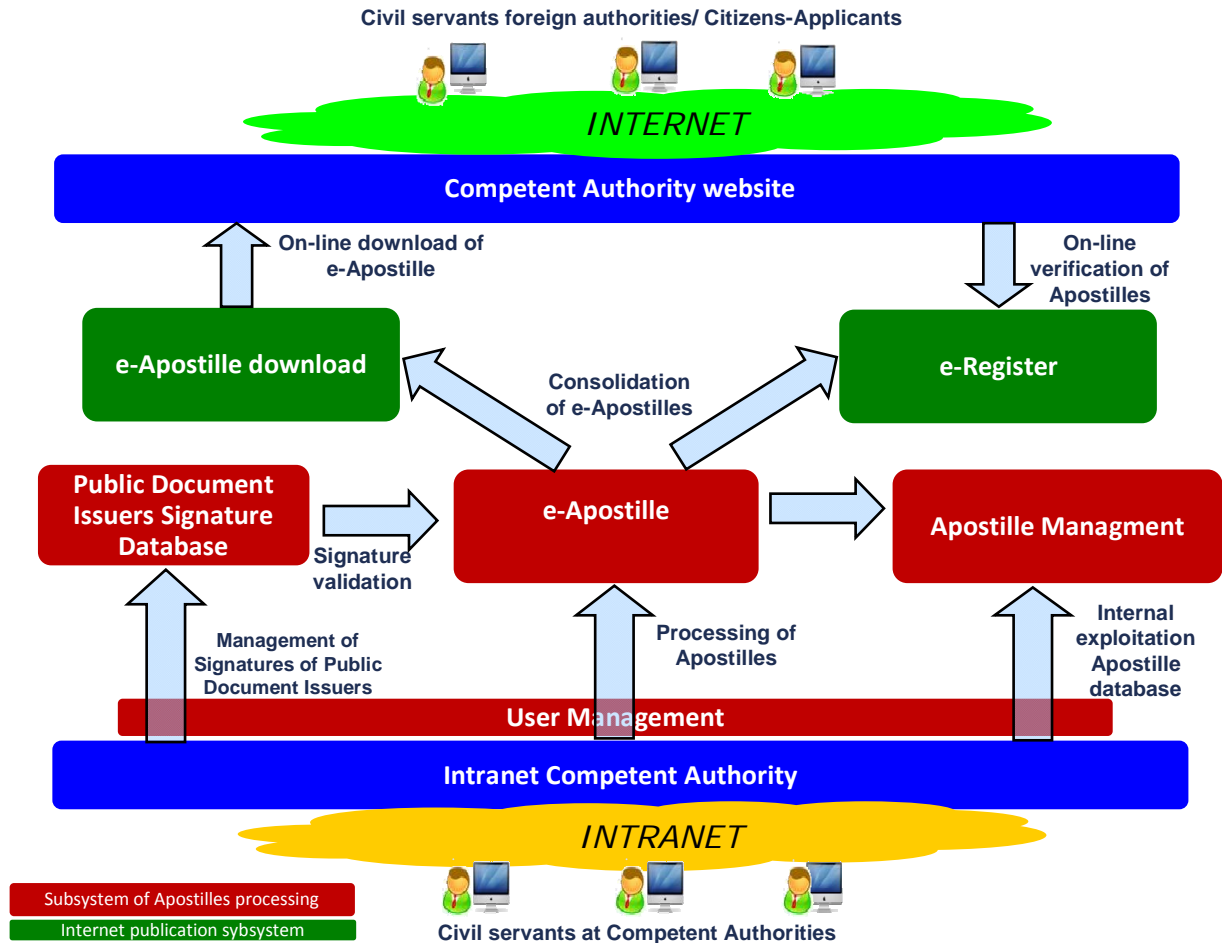 Civil servants foreign authorities/ Citizens-Applicants
INTERNET
Competent Authority website
On-line download of
e-Apostille
On-line
verification of
Apostilles
e-Apostille download
Consolidation
of e-Apostilles
e-Register
Public Document
Issuers Signature
Database
Signature
validation
e-Apostille
Apostille Managment
Management of
Signatures of Public
Document Issuers
Processing of
Apostilles
Internal
exploitation
Apostille
database
User Management
Intranet Competent Authority
INTRANET
Subsystem of Apostilles processing
Internet publication sybsystem
Civil servants at Competent Authorities